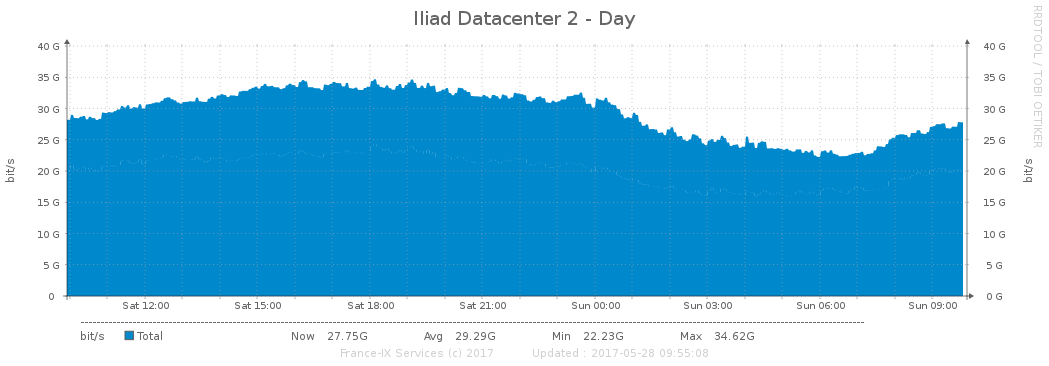 Iliad Datacenter 2 - Day
RRDTOOL / TOBI OETIKER
40 G 40 G
35 G 35 G
30 G 30 G
25 G 25 G
20 G 20 G
15 G 15 G
10 G 10 G
5 G 5 G
0 0 G
bit/s bit/s
Sat 12:00 Sat 15:00 Sat 18:00 Sat 21:00 Sun 00:00 Sun 03:00 Sun 06:00 Sun 09:00
bit/s Total Now 27.75G Avg 29.29G Min 22.23G Max 34.62G
France-IX Services (c) 2017 Updated : 2017-05-28 09:55:08